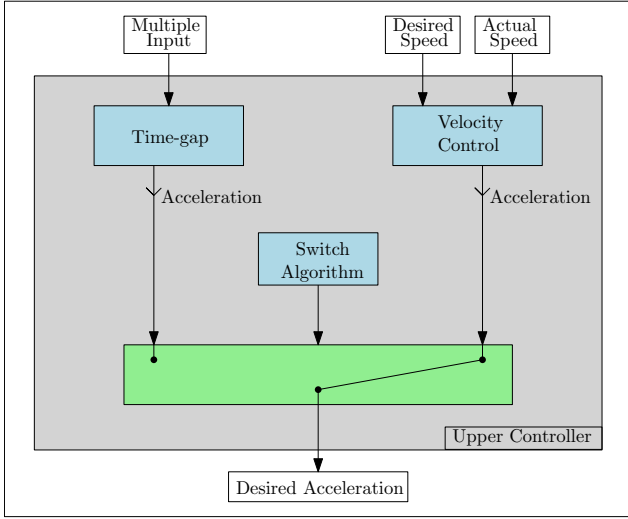 Multiple
Input
Desired
Speed
Actual
Speed
Time-gap
Velocity
Control
Acceleration
Acceleration
Switch
Algorithm
Upper Controller
Desired Acceleration